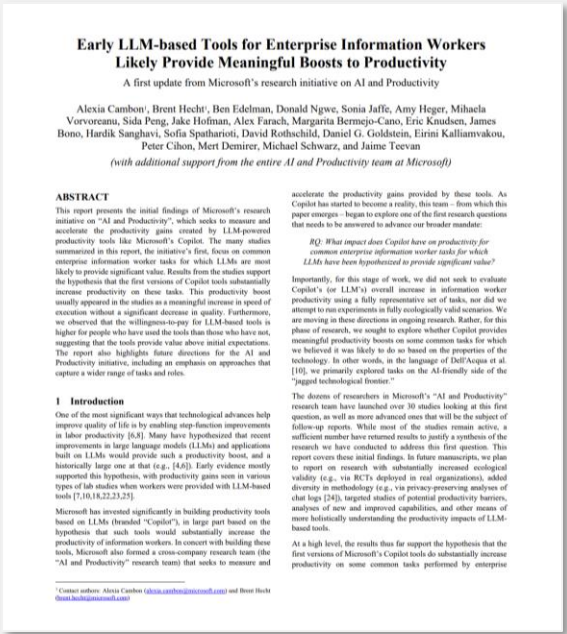 Early LLM-based Tools for Enterprise Information Workers
Likely Provide Meaningful Boosts to Productivity
A first update from Microsoft's research initiative on AI and Productivity
Alexia Cambon¹, Brent Hecht¹, Ben Edelman, Donald Ngwe, Sonia Jaffe, Amy Heger, Mihaela
Vorvoreanu, Sida Peng, Jake Hofman, Alex Farach, Margarita Bermejo-Cano, Eric Knudsen, James
Bono, Hardik Sanghavi, Sofia Spatharioti, David Rothschild, Daniel G. Goldstein, Eirini Kalliamvakou,
Peter Cihon, Mert Demirer, Michael Schwarz, and Jaime Teevan
(with additional support from the entire AI and Productivity team at Microsoft)
ABSTRACT
This report presents the initial findings of Microsoft's research
initiative on "AI and Productivity", which seeks to measure and
accelerate the productivity gains created by LLM-powered
productivity tools like Microsoft's Copilot. The many studies
summarized in this report, the initiative's first, focus on common
enterprise information worker tasks for which LLMs are most
likely to provide significant value. Results from the studies support
the hypothesis that the first versions of Copilot tools substantially
increase productivity on these tasks. This productivity boost
usually appeared in the studies as a meaningful increase in speed of
execution without a significant decrease in quality. Furthermore,
we observed that the willingness-to-pay for LLM-based tools is
higher for people who have used the tools than those who have not,
suggesting that the tools provide value above initial expectations.
The report also highlights future directions for the AI and
Productivity initiative, including an emphasis on approaches that
capture a wider range of tasks and roles.
1 Introduction
One of the most significant ways that technological advances help
improve quality of life is by enabling step-function improvements
in labor productivity [6,8]. Many have hypothesized that recent
improvements in large language models (LLMs) and applications
built on LLMs would provide such a productivity boost, and a
historically large one at that (e.g., [4,6]). Early evidence mostly
supported this hypothesis, with productivity gains seen in various
types of lab studies when workers were provided with LLM-based
tools [7,10,18,22,23,25].
Microsoft has invested significantly in building productivity tools
based on LLMs (branded "Copilot"), in large part based on the
hypothesis that such tools would substantially increase the
productivity of information workers. In concert with building these
tools, Microsoft also formed a cross-company research team (the
"AI and Productivity" research team) that seeks to measure and
¹ Contact authors: Alexia Cambon (alexia.cambon@microsoft.com) and Brent Hecht
(brent.hecht@microsoft.com)
accelerate the productivity gains provided by these tools. As
Copilot has started to become a reality, this team – from which this
paper emerges – began to explore one of the first research questions
that needs to be answered to advance our broader mandate:
RQ: What impact does Copilot have on productivity for
common enterprise information worker tasks for which
LLMs have been hypothesized to provide significant value?
Importantly, for this stage of work, we did not seek to evaluate
Copilot's (or LLM's) overall increase in information worker
productivity using a fully representative set of tasks, nor did we
attempt to run experiments in fully ecologically valid scenarios. We
are moving in these directions in ongoing research. Rather, for this
phase of research, we sought to explore whether Copilot provides
meaningful productivity boosts on some common tasks for which
we believed it was likely to do so based on the properties of the
technology. In other words, in the language of Dell'Acqua et al.
[10], we primarily explored tasks on the AI-friendly side of the
"jagged technological frontier."
The dozens of researchers in Microsoft's "AI and Productivity"
research team have launched over 30 studies looking at this first
question, as well as more advanced ones that will be the subject of
follow-up reports. While most of the studies remain active, a
sufficient number have returned results to justify a synthesis of the
research we have conducted to address this first question. This
report covers these initial findings. In future manuscripts, we plan
to report on research with substantially increased ecological
validity (e.g., via RCTs deployed in real organizations), added
diversity in methodology (e.g., via privacy-preserving analyses of
chat logs [24]), targeted studies of potential productivity barriers,
analyses of new and improved capabilities, and other means of
more holistically understanding the productivity impacts of LLM-
based tools.
At a high level, the results thus far support the hypothesis that the
first versions of Microsoft's Copilot tools do substantially increase
productivity on some common tasks performed by enterprise